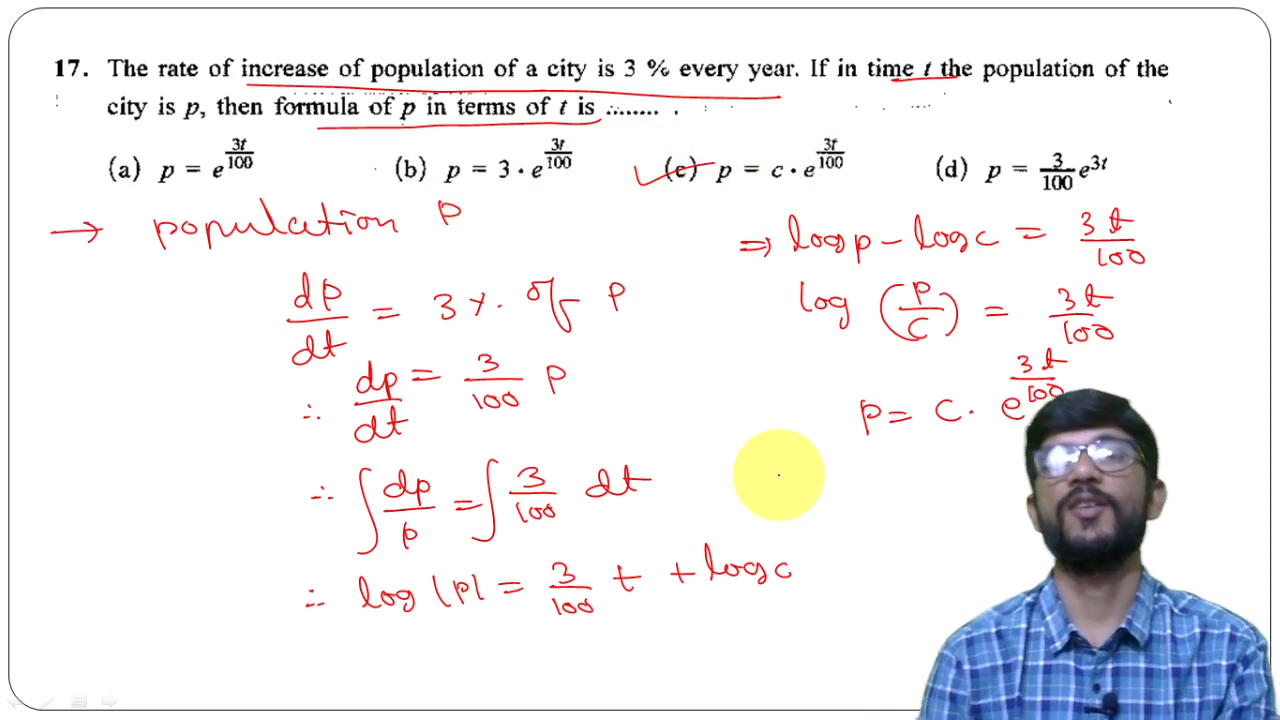 17. The rate of increase of population of a city is 3 % every year. If in time t the population of the
city is p, then formula of p in terms of t is ........ .
(a) p = e^(3t/100) (b) p = 3 · e^(3t/100) (c) p = c · e^(3t/100) (d) p = 3/100 e^(3t)
→ population p
dp/dt = 3 % of p
∴ dp/dt = 3/100 p
∴ ∫ dp/p = ∫ 3/100 dt
∴ log |p| = 3/100 t + log c
⇒ log p - log c = 3t/100
log (p/c) = 3t/100
p = c · e^(3t/100)